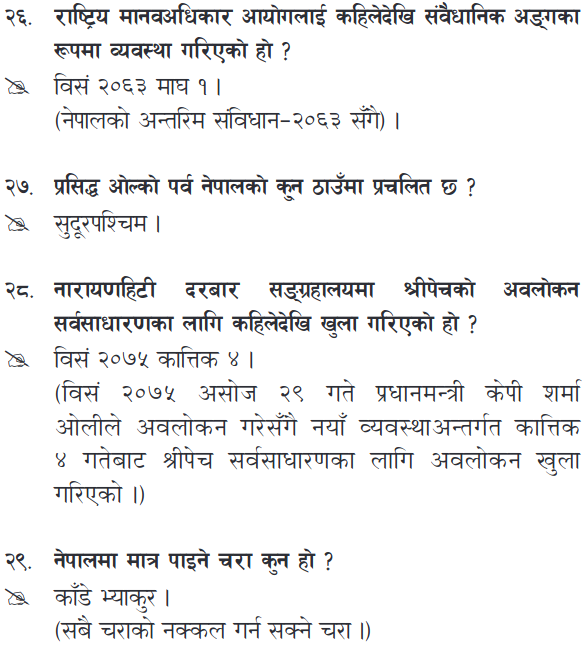 २६. राष्ट्रिय मानवअधिकार आयोगलाई कहिलेदेखि संवैधानिक अङ्गका
रूपमा व्यवस्था गरिएको हो ?
विसं २०६३ माघ १ ।
(नेपालको अन्तरिम संविधान-२०६३ सँगै) ।
२७. प्रसिद्ध ओल्को पर्व नेपालको कुन ठाउँमा प्रचलित छ ?
सुदूरपश्चिम ।
२८. नारायणहिटी दरबार सङ्ग्रहालयमा श्रीपेचको अवलोकन
सर्वसाधारणका लागि कहिलेदेखि खुला गरिएको हो ?
विसं २०७५ कात्तिक ४ ।
(विसं २०७५ असोज २९ गते प्रधानमन्त्री केपी शर्मा
ओलीले अवलोकन गरेसँगै नयाँ व्यवस्थाअन्तर्गत कात्तिक
४ गतेबाट श्रीपेच सर्वसाधारणका लागि अवलोकन खुला
गरिएको ।)
२९. नेपालमा मात्र पाइने चरा कुन हो ?
काँडे भ्याकुर ।
(सबै चराको नक्कल गर्न सक्ने चरा ।)